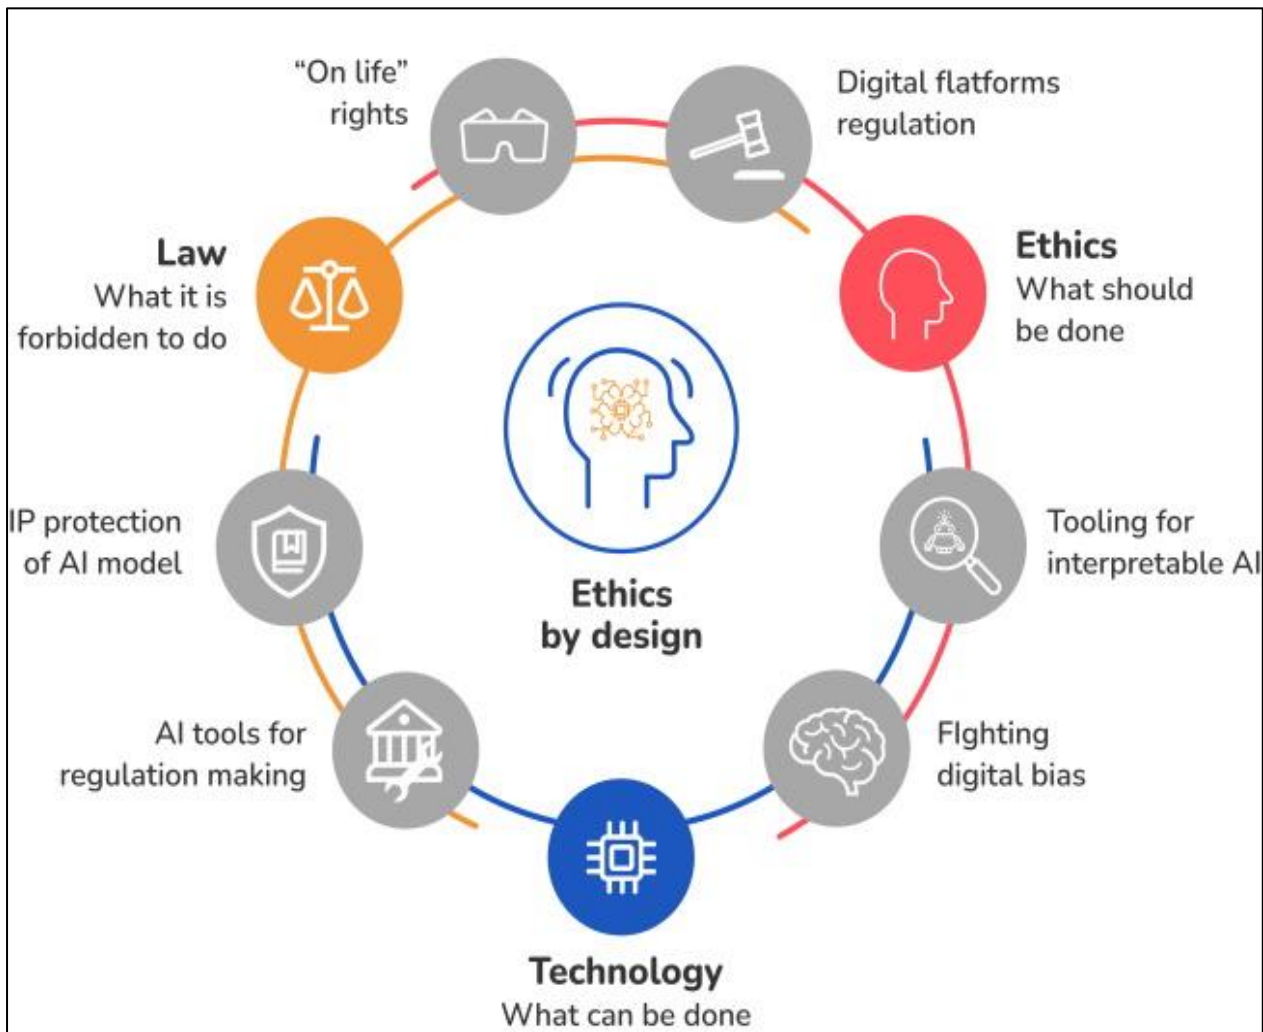 “On life”
rights
Digital flatforms
regulation
Law
What it is
forbidden to do
Ethics
What should
be done
IP protection
of AI model
Tooling for
interpretable AI
Ethics
by design
AI tools for
regulation making
FIghting
digital bias
Technology
What can be done